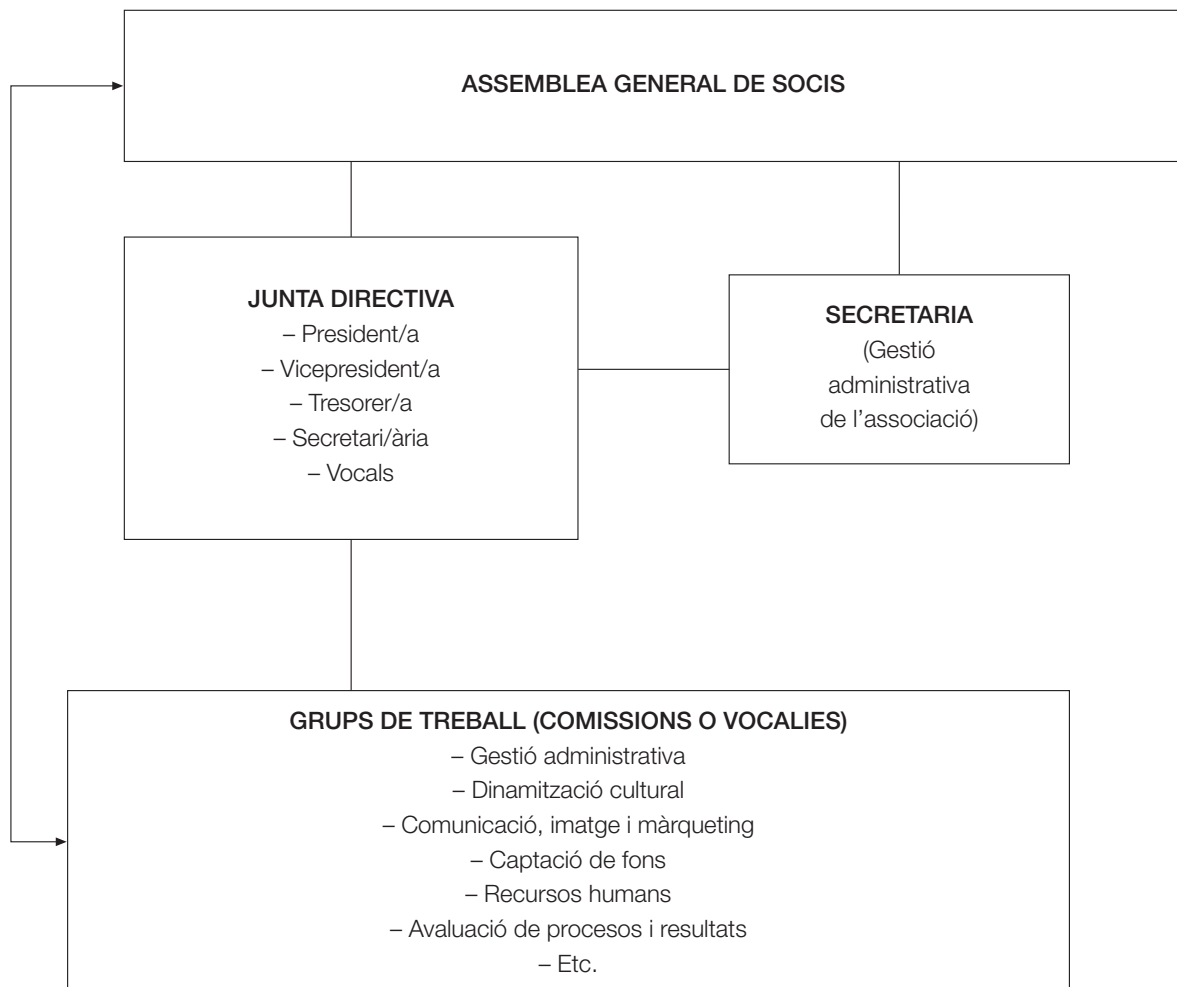 ASSEMBLEA GENERAL DE SOCIS
JUNTA DIRECTIVA
– President/a
– Vicepresident/a
– Tresorer/a
– Secretari/ària
– Vocals
SECRETARIA
(Gestió
administrativa
de l’associació)
GRUPS DE TREBALL (COMISSIONS O VOCALIES)
– Gestió administrativa
– Dinamització cultural
– Comunicació, imatge i màrqueting
– Captació de fons
– Recursos humans
– Avaluació de procesos i resultats
– Etc.